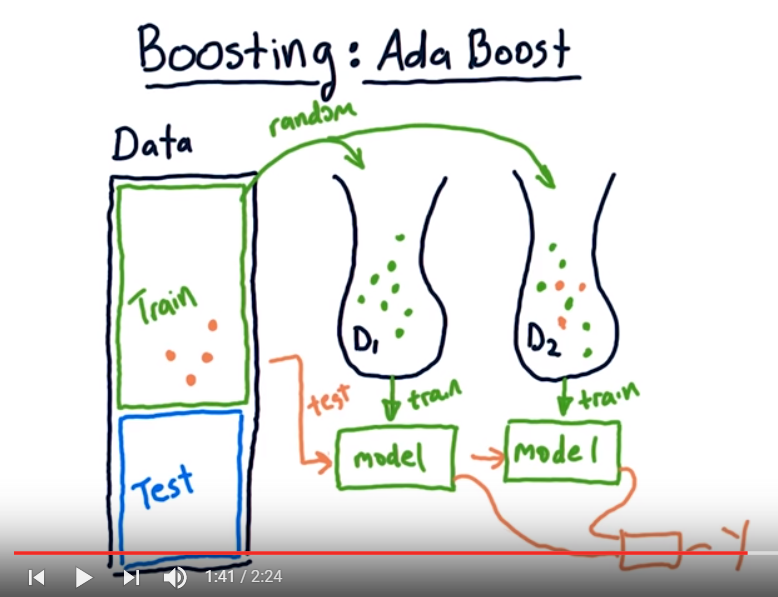 Boosting: Ada Boost
random
Data
Train
D1
D2
test
train
train
model
model
Test
Y
1:41 / 2:24